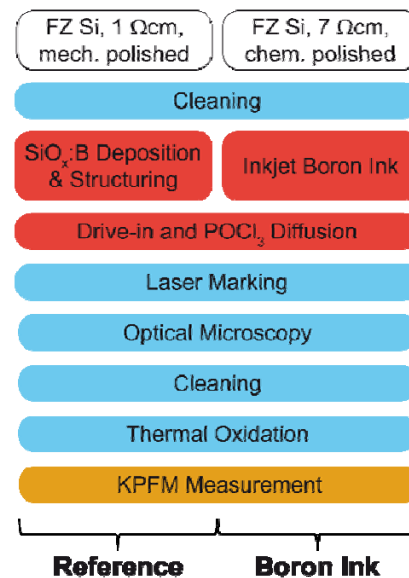 FZ Si, 1 Ωcm,
mech. polished
FZ Si, 7 Ωcm,
chem. polished
Cleaning
SiOₓ:B Deposition
& Structuring
Inkjet Boron Ink
Drive-in and POCl₃ Diffusion
Laser Marking
Optical Microscopy
Cleaning
Thermal Oxidation
KPFM Measurement
Reference
Boron Ink